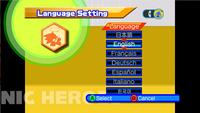 Language Setting
Language
日本語
English
Français
Deutsch
Español
Italiano
한국어
NIC HERO
Select
Cancel